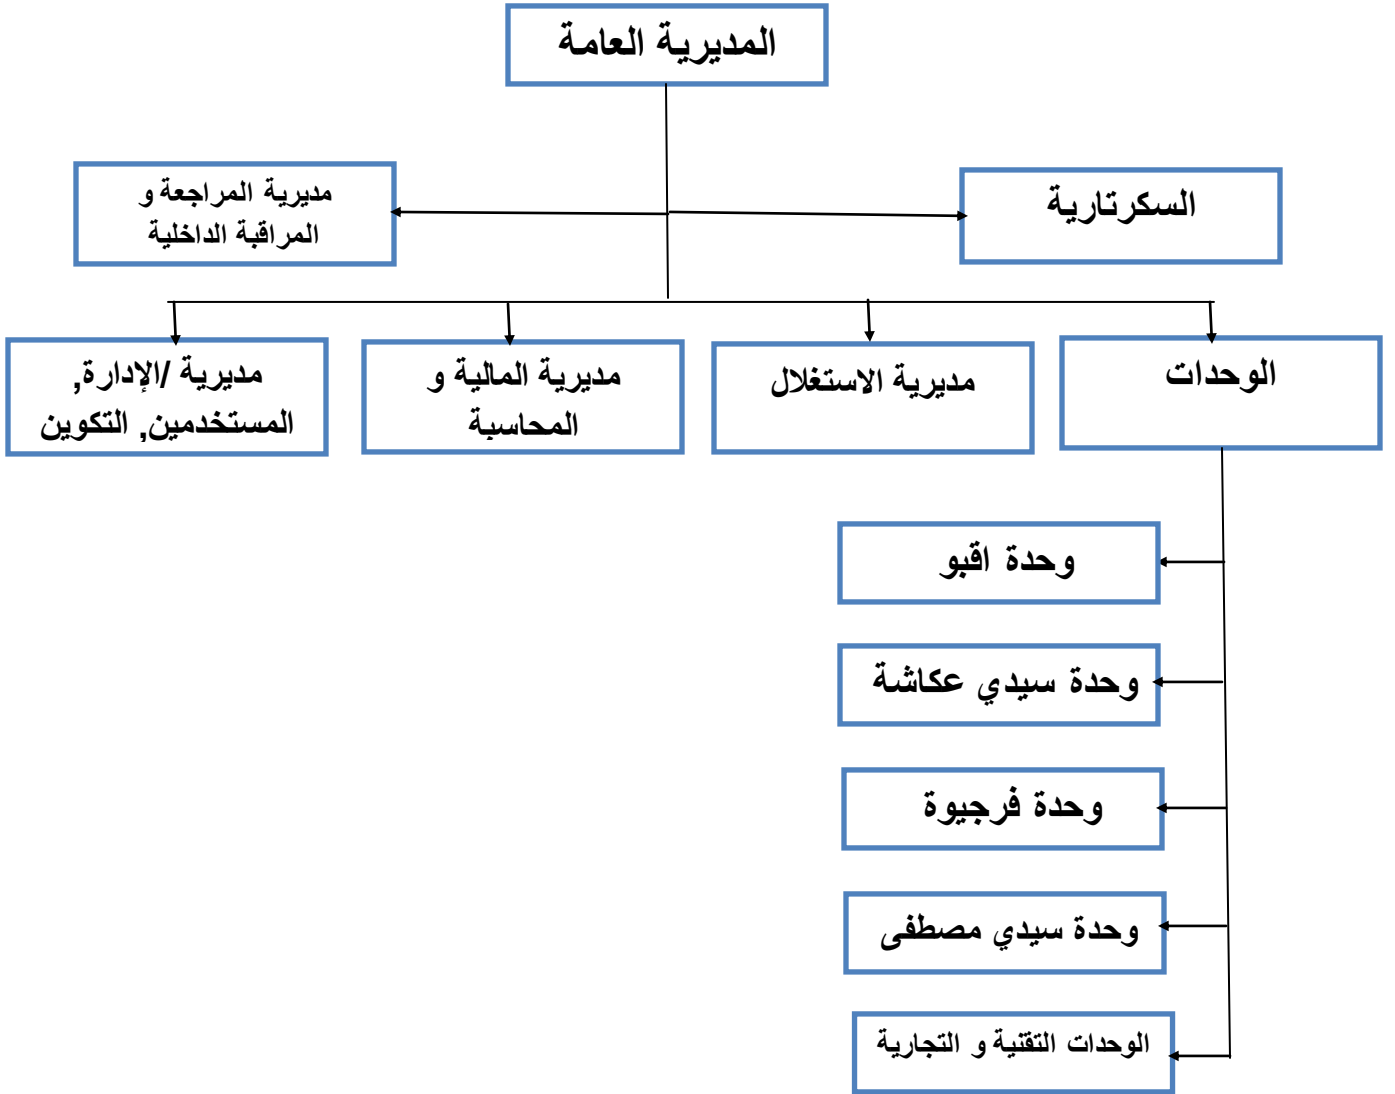 المديرية العامة
السكرتارية
مديرية المراجعة و
المراقبة الداخلية
الوحدات
مديرية الاستغلال
مديرية المالية و
المحاسبة
مديرية /الإدارة,
المستخدمين, التكوين
وحدة اقبو
وحدة سيدي عكاشة
وحدة فرجيوة
وحدة سيدي مصطفى
الوحدات التقنية و التجارية